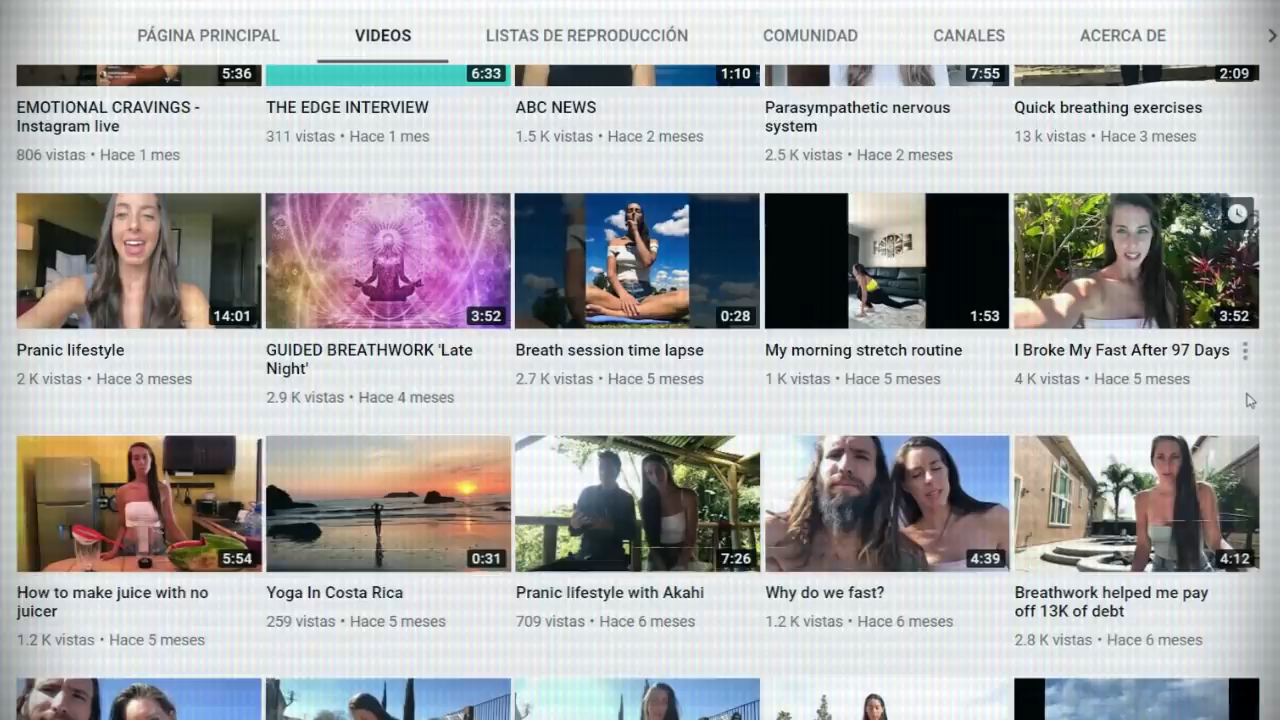 PÁGINA PRINCIPAL VIDEOS LISTAS DE REPRODUCCIÓN COMUNIDAD CANALES ACERCA DE
5:36 6:33 1:10 7:55 2:09
EMOTIONAL CRAVINGS -
Instagram live
806 vistas • Hace 1 mes
THE EDGE INTERVIEW
311 vistas • Hace 1 mes
ABC NEWS
1.5 K vistas • Hace 2 meses
Parasympathetic nervous
system
2.5 K vistas • Hace 2 meses
Quick breathing exercises
13 k vistas • Hace 3 meses
14:01 3:52 0:28 1:53 3:52
Pranic lifestyle
2 K vistas • Hace 3 meses
GUIDED BREATHWORK 'Late
Night'
2.9 K vistas • Hace 4 meses
Breath session time lapse
2.7 K vistas • Hace 5 meses
My morning stretch routine
1 K vistas • Hace 5 meses
I Broke My Fast After 97 Days
4 K vistas • Hace 5 meses
5:54 0:31 7:26 4:39 4:12
How to make juice with no
juicer
1.2 K vistas • Hace 5 meses
Yoga In Costa Rica
259 vistas • Hace 5 meses
Pranic lifestyle with Akahi
709 vistas • Hace 6 meses
Why do we fast?
1.2 K vistas • Hace 6 meses
Breathwork helped me pay
off 13K of debt
2.8 K vistas • Hace 6 meses